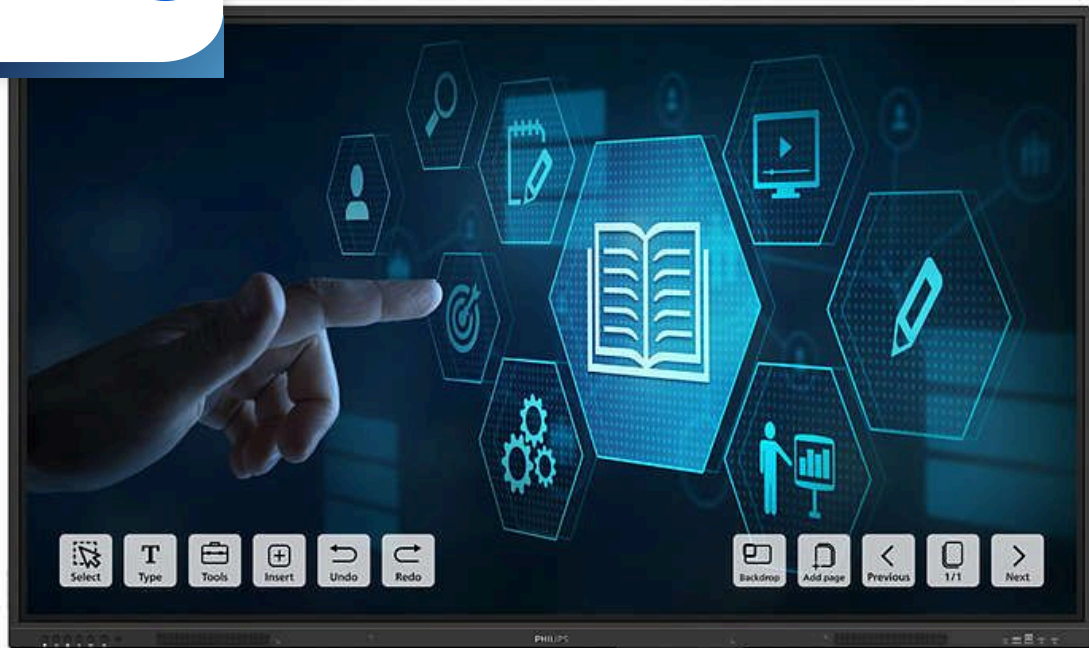 Select
Type
Tools
Insert
Undo
Redo
Backdrop
Add page
Previous
1/1
Next
PHILIPS